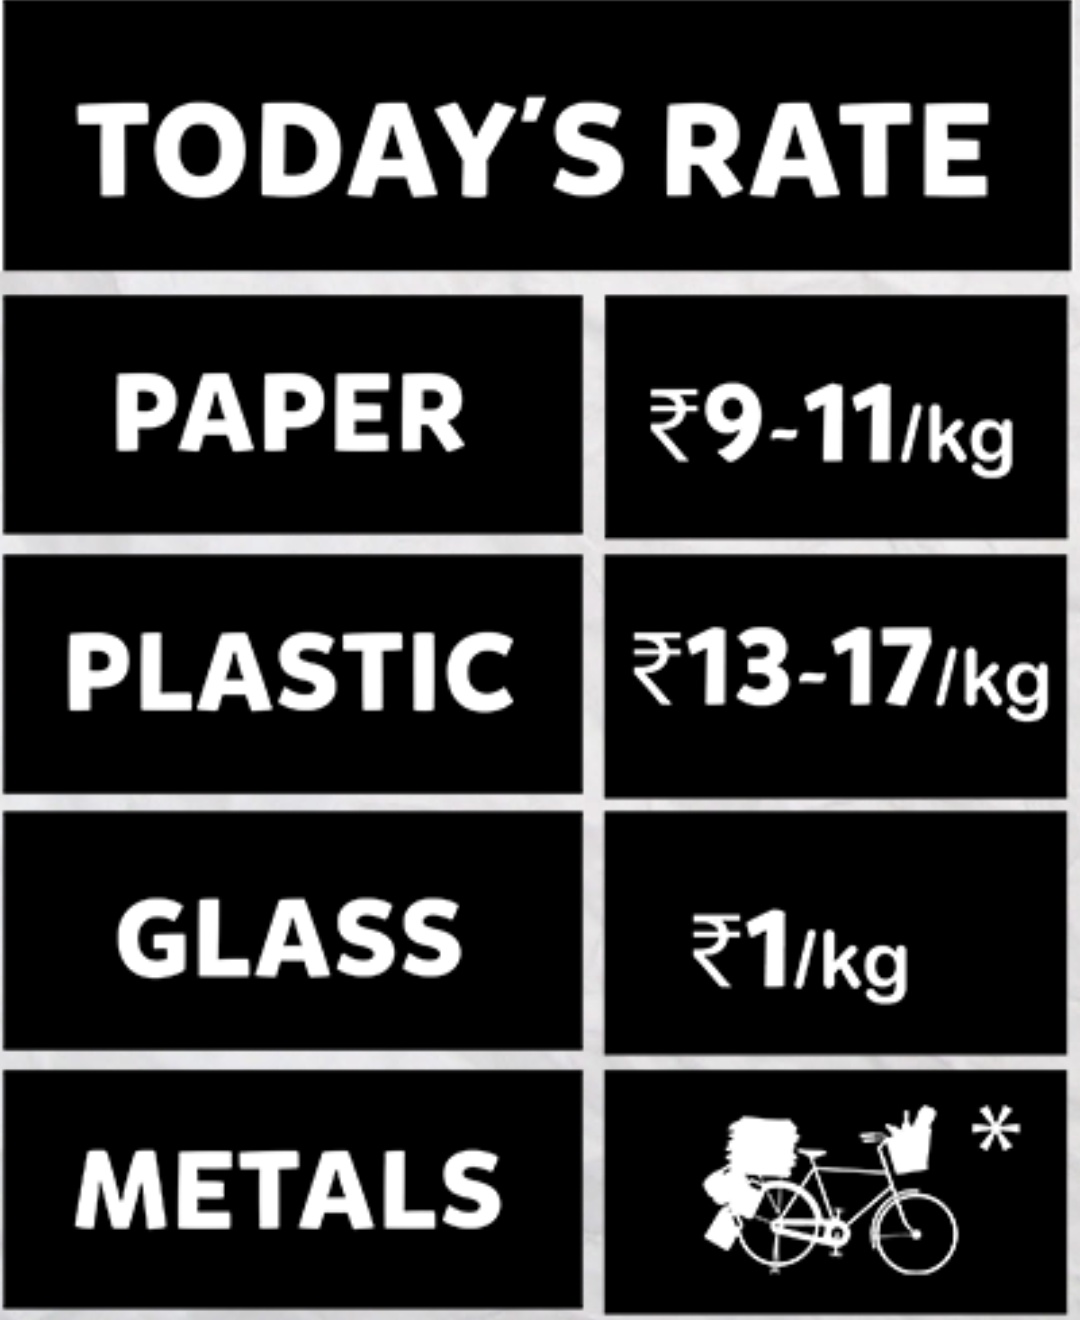 TODAY'S RATE
PAPER ₹9-11/kg
PLASTIC ₹13-17/kg
GLASS ₹1/kg
METALS *